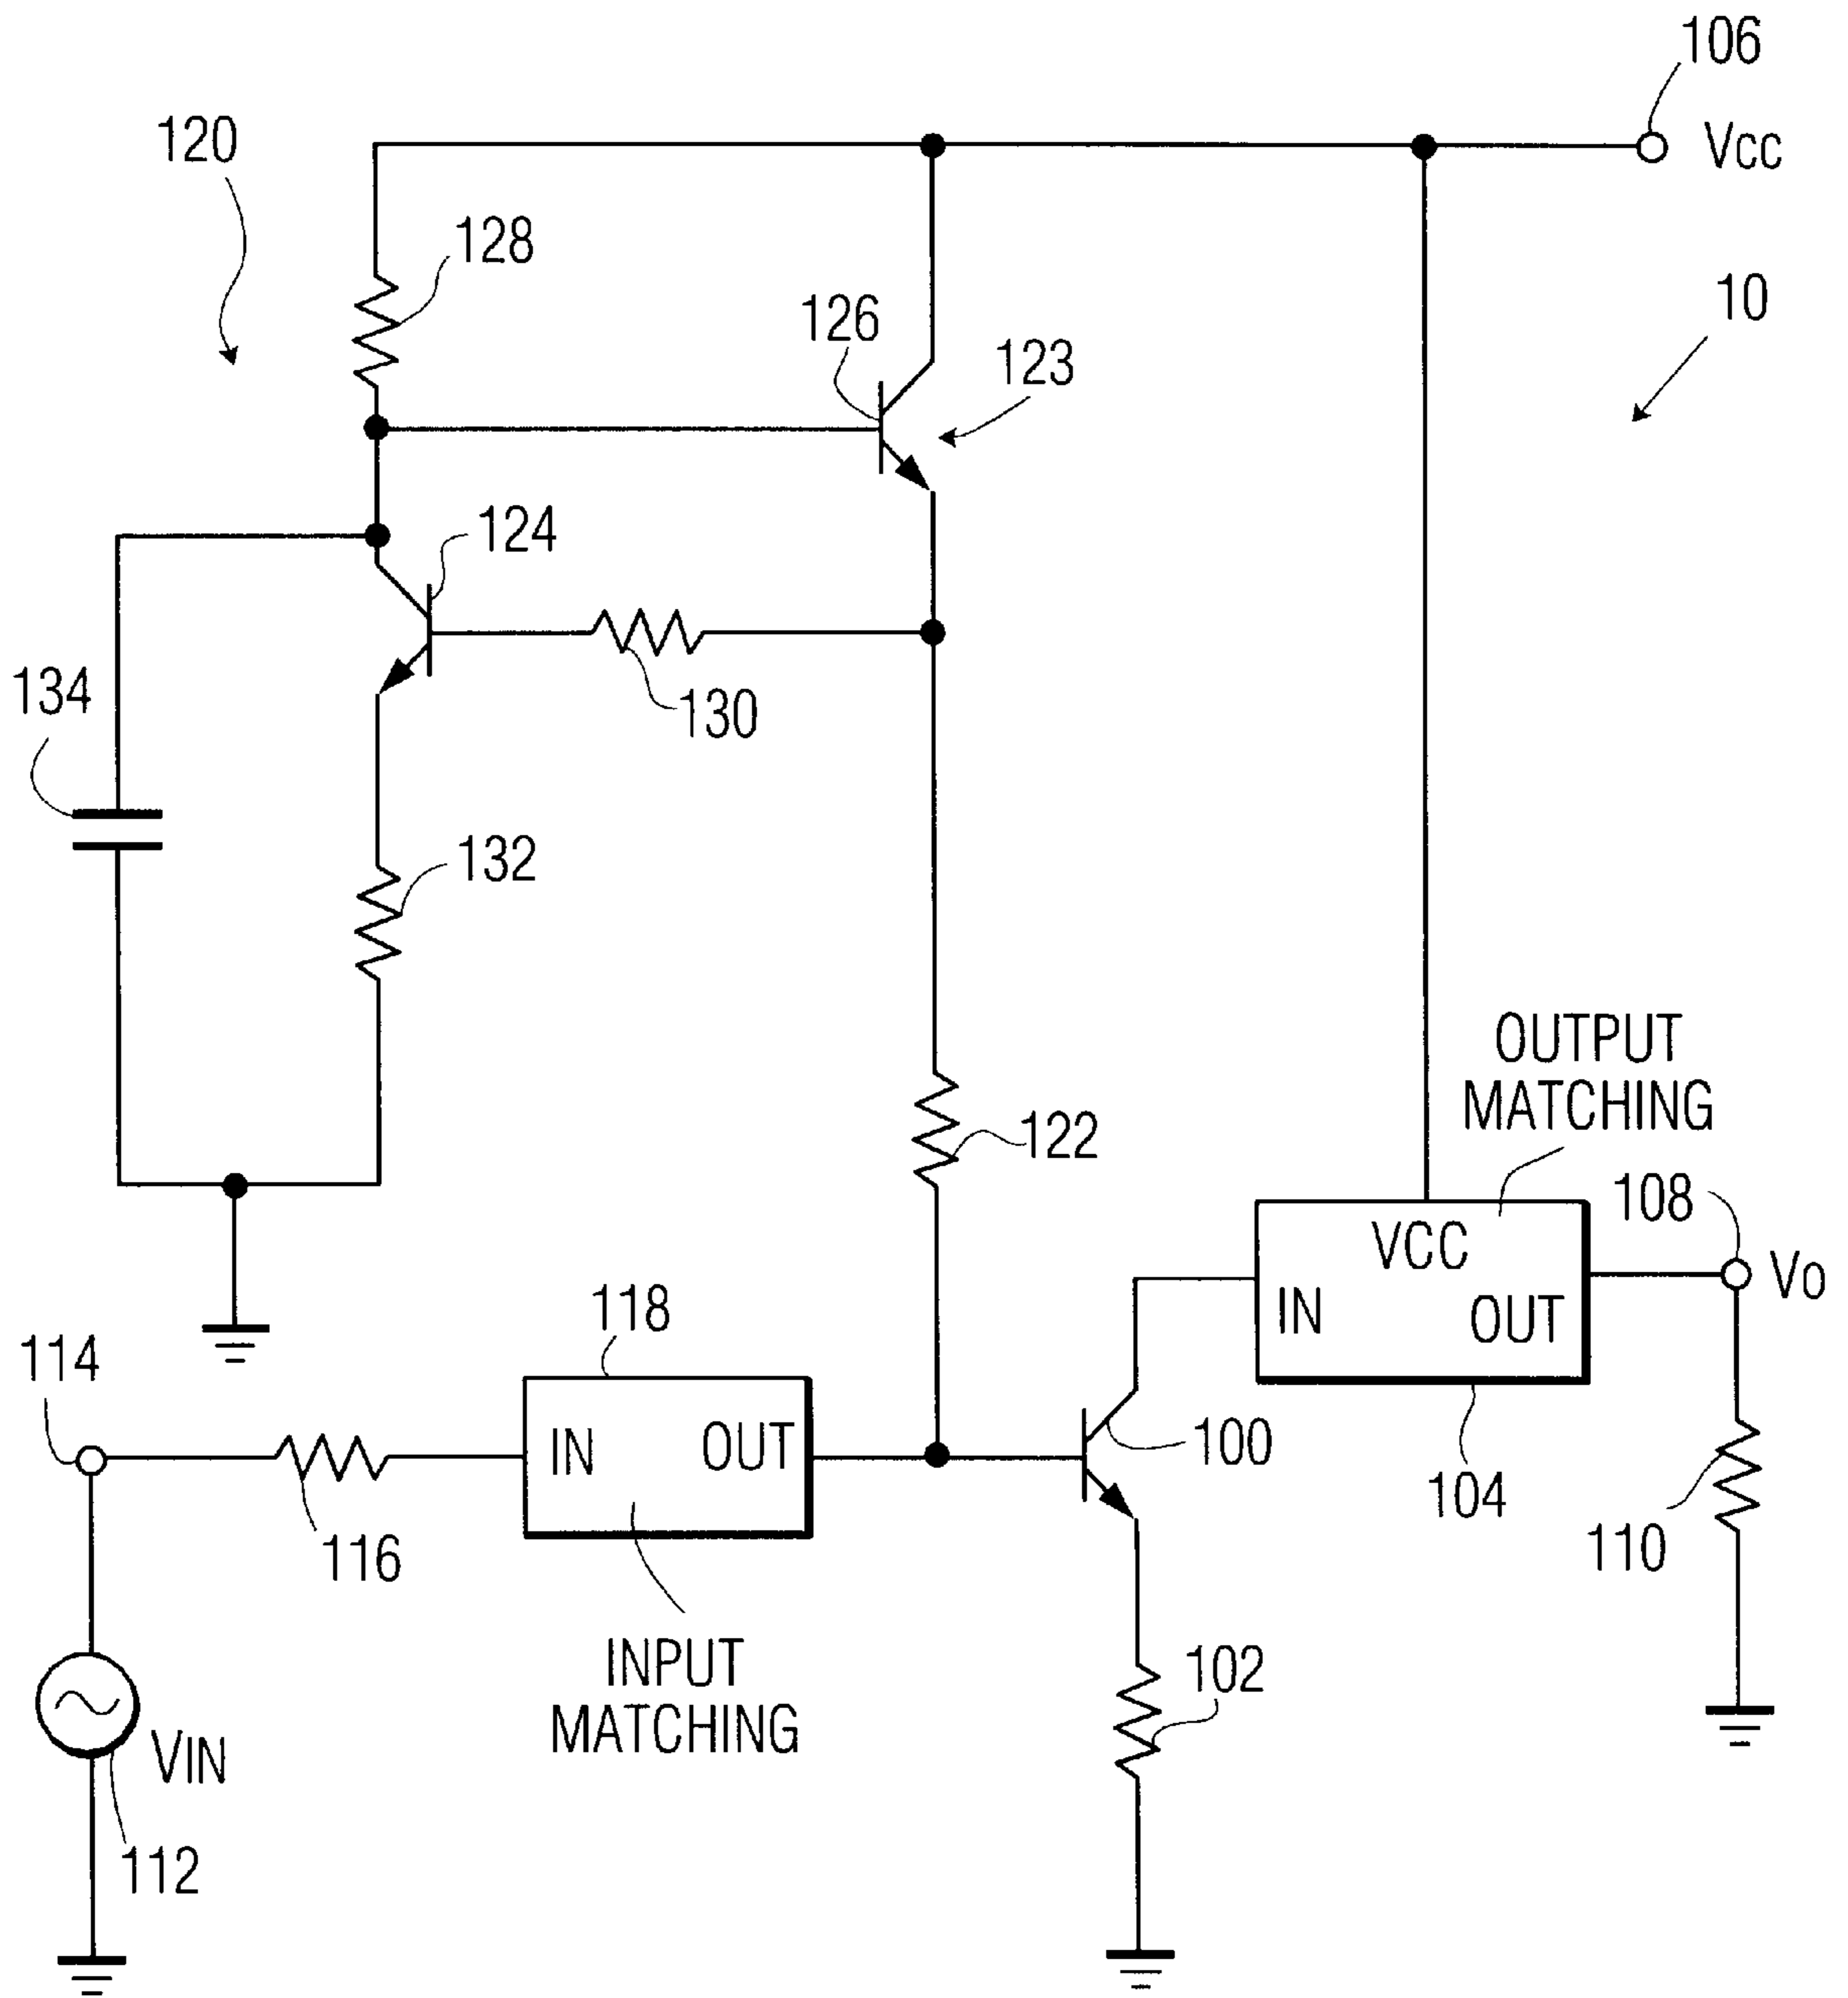 106
VCC
120
128
10
126
123
124
134
130
132
OUTPUT
MATCHING
122
108
VCC
VO
118
IN
114
OUT
IN
OUT
100
104
116
110
INPUT
MATCHING
102
VIN
112